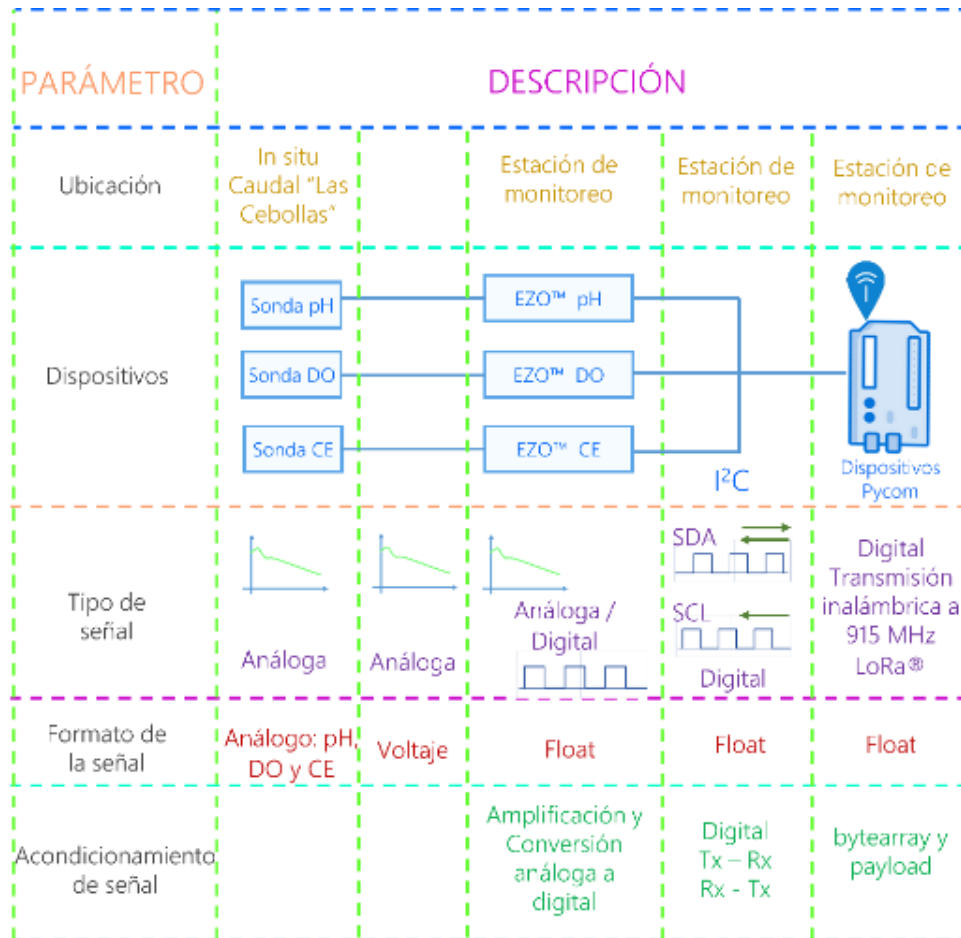 PARÁMETRO
DESCRIPCIÓN
Ubicación
In situ
Caudal "Las
Cebollas"
Estación de
monitoreo
Estación de
monitoreo
Estación de
monitoreo
Dispositivos
Sonda pH
EZO™ pH
Sonda DO
EZO™ DO
Sonda CE
EZO™ CE
I²C
Dispositivos
Pycom
Tipo de
señal
Análoga
Análoga
Análoga /
Digital
SDA
SCL
Digital
Digital
Transmisión
inalámbrica a
915 MHz
LoRa®
Formato de
la señal
Análogo: pH,
DO y CE
Voltaje
Float
Float
Float
Acondicionamiento
de señal
Amplificación y
Conversión
análoga a
digital
Digital
Tx – Rx
Rx - Tx
bytearray y
payload